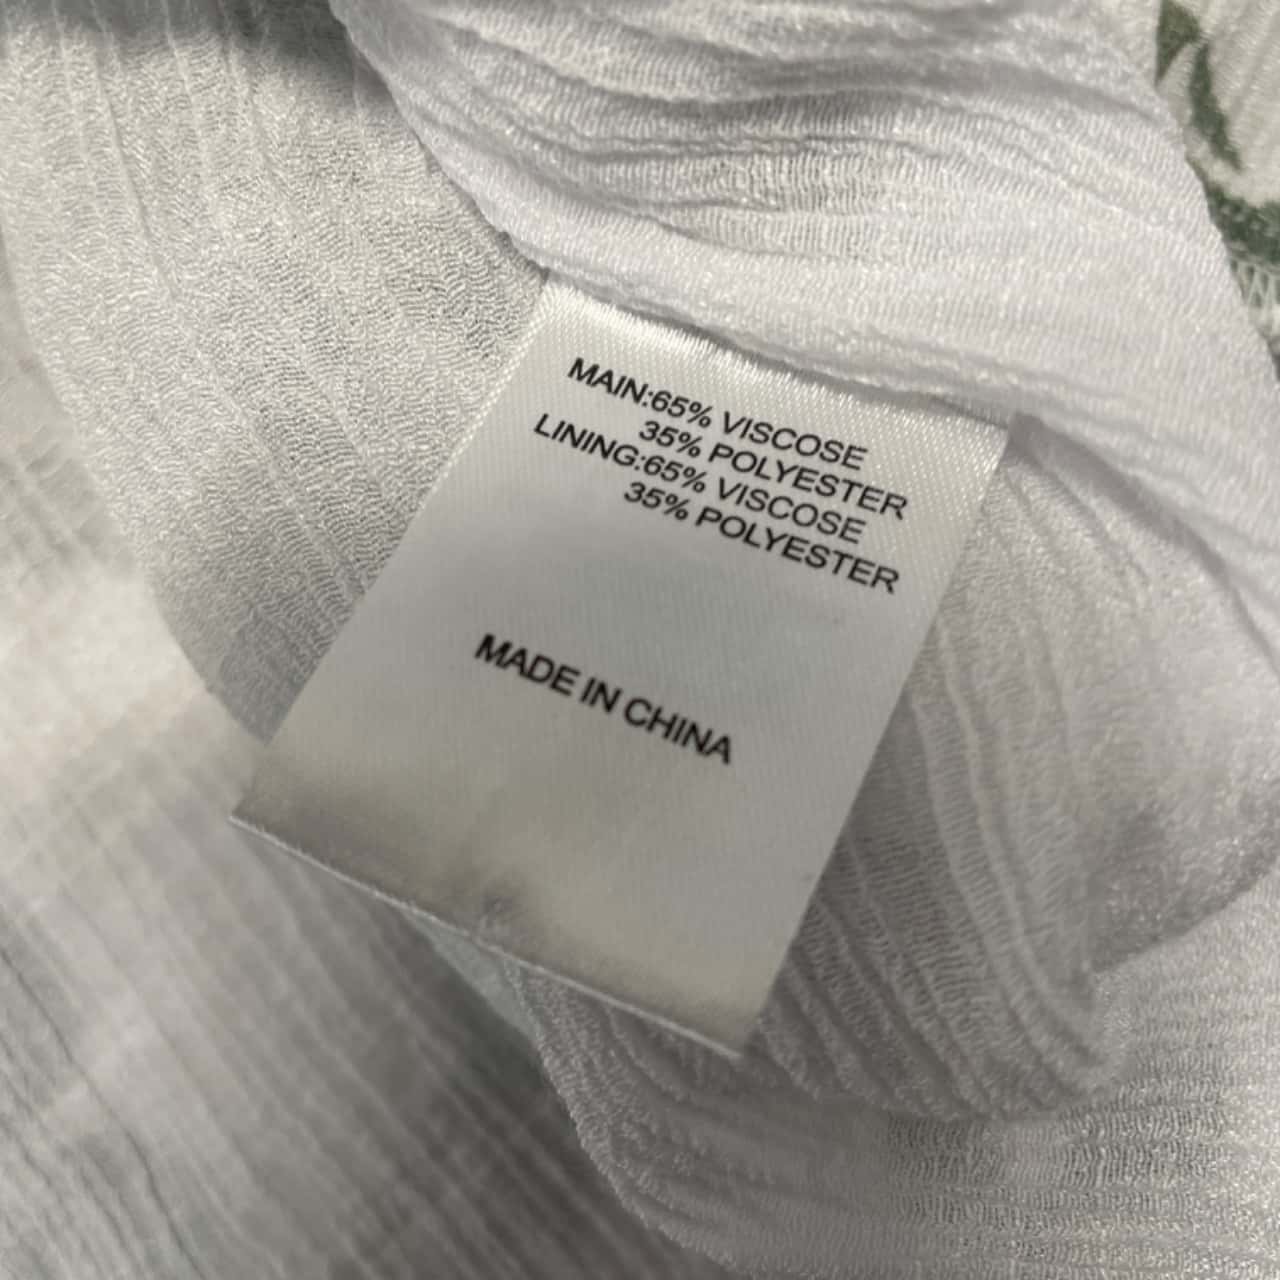 MAIN:65% VISCOSE
35% POLYESTER
LINING:65% VISCOSE
35% POLYESTER
MADE IN CHINA